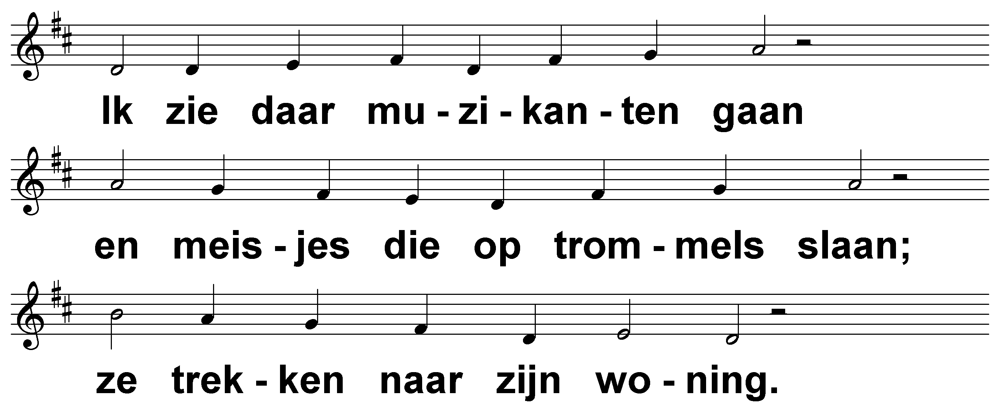 Ik zie daar mu - zi - kan - ten gaan
en meis - jes die op trom - mels slaan;
ze trek - ken naar zijn wo - ning.